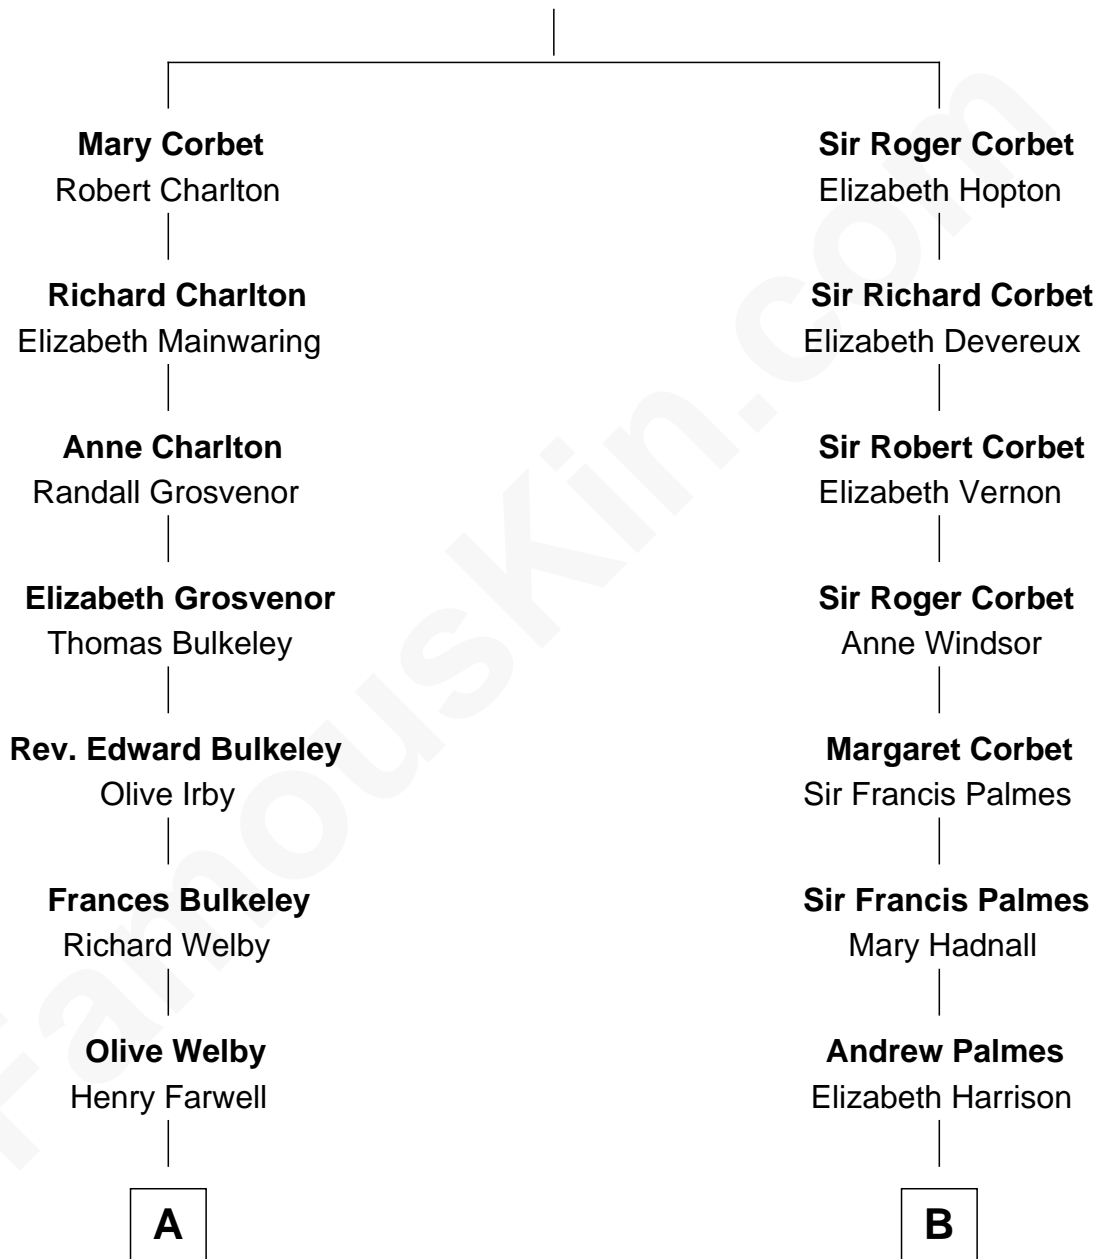 Mary Corbet
Robert Charlton
Richard Charlton
Elizabeth Mainwaring
Anne Charlton
Randall Grosvenor
Elizabeth Grosvenor
Thomas Bulkeley
Rev. Edward Bulkeley
Olive Irby
Frances Bulkeley
Richard Welby
Olive Welby
Henry Farwell
A
Sir Roger Corbet
Elizabeth Hopton
Sir Richard Corbet
Elizabeth Devereux
Sir Robert Corbet
Elizabeth Vernon
Sir Roger Corbet
Anne Windsor
Margaret Corbet
Sir Francis Palmes
Sir Francis Palmes
Mary Hadnall
Andrew Palmes
Elizabeth Harrison
B
FamousKin.com